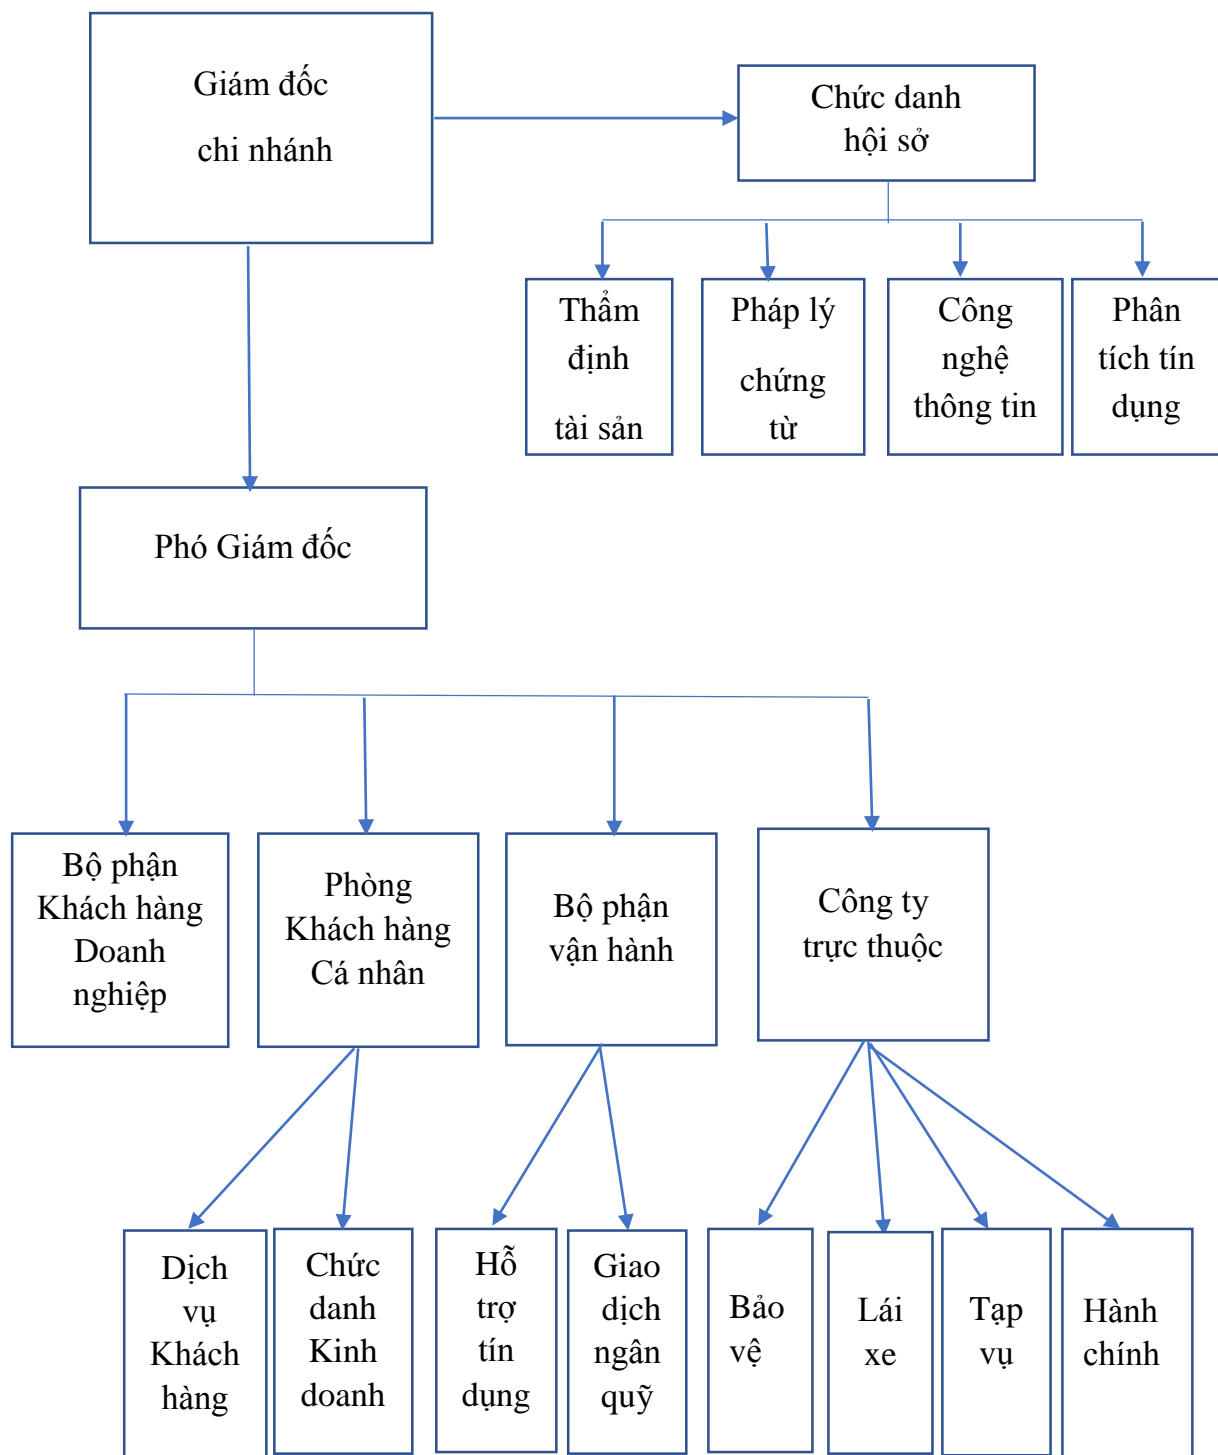 Giám đốc
chi nhánh
Chức danh
hội sở
Thẩm
định
tài sản
Pháp lý
chứng
từ
Công
nghệ
thông tin
Phân
tích tín
dụng
Phó Giám đốc
Bộ phận
Khách hàng
Doanh
nghiệp
Phòng
Khách hàng
Cá nhân
Bộ phận
vận hành
Công ty
trực thuộc
Dịch
vụ
Khách
hàng
Chức
danh
Kinh
doanh
Hỗ
trợ
tín
dụng
Giao
dịch
ngân
quỹ
Bảo
vệ
Lái
xe
Tạp
vụ
Hành
chính